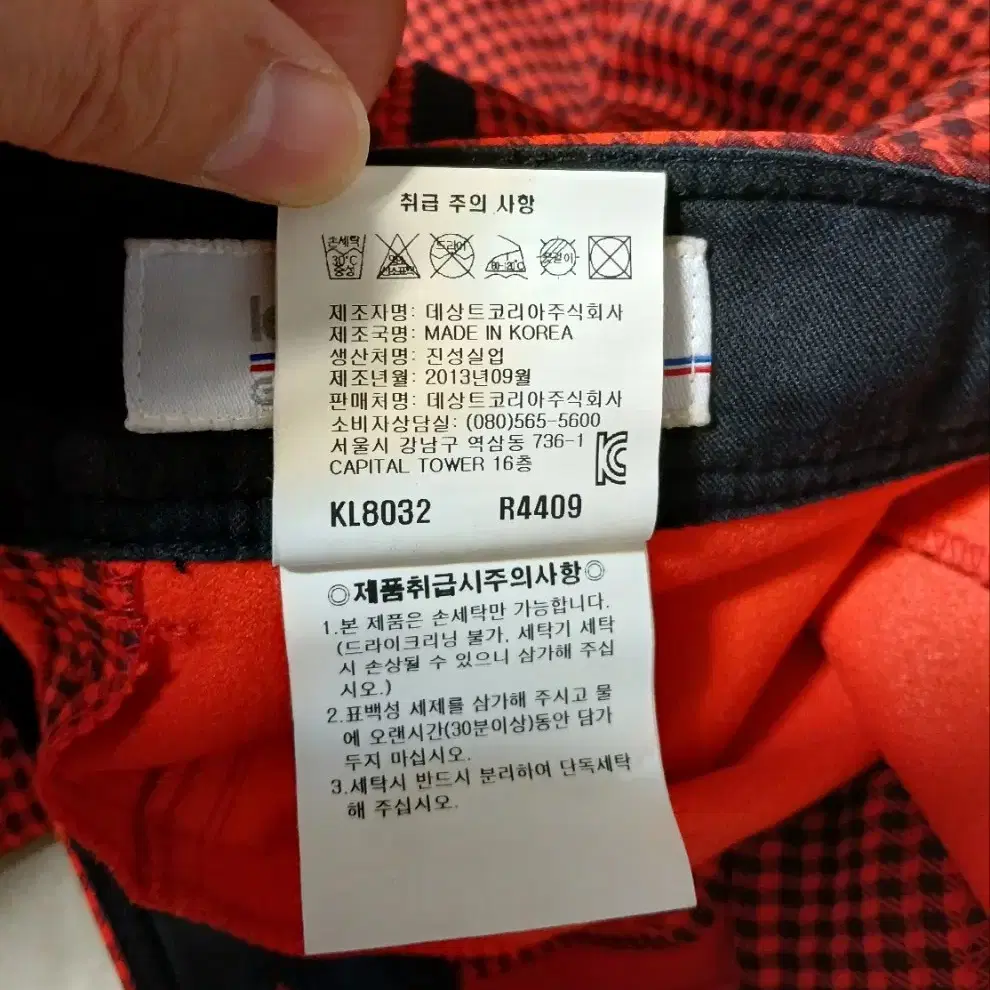 취급 주의 사항
손세탁 30℃ 중성 드라이
제조자명: 데상트코리아주식회사
제조국명: MADE IN KOREA
생산처명: 진성실업
제조년월: 2013년09월
판매처명: 데상트코리아주식회사
소비자상담실: (080)565-5600
서울시 강남구 역삼동 736-1
CAPITAL TOWER 16층
KL8032 R4409
◎제품취급시주의사항◎
1.본 제품은 손세탁만 가능합니다.
(드라이크리닝 불가, 세탁기 세탁
시 손상될 수 있으니 삼가해 주십
시오.)
2.표백성 세제를 삼가해 주시고 물
에 오랜시간(30분이상)동안 담가
두지 마십시오.
3.세탁시 반드시 분리하여 단독세탁
해 주십시오.